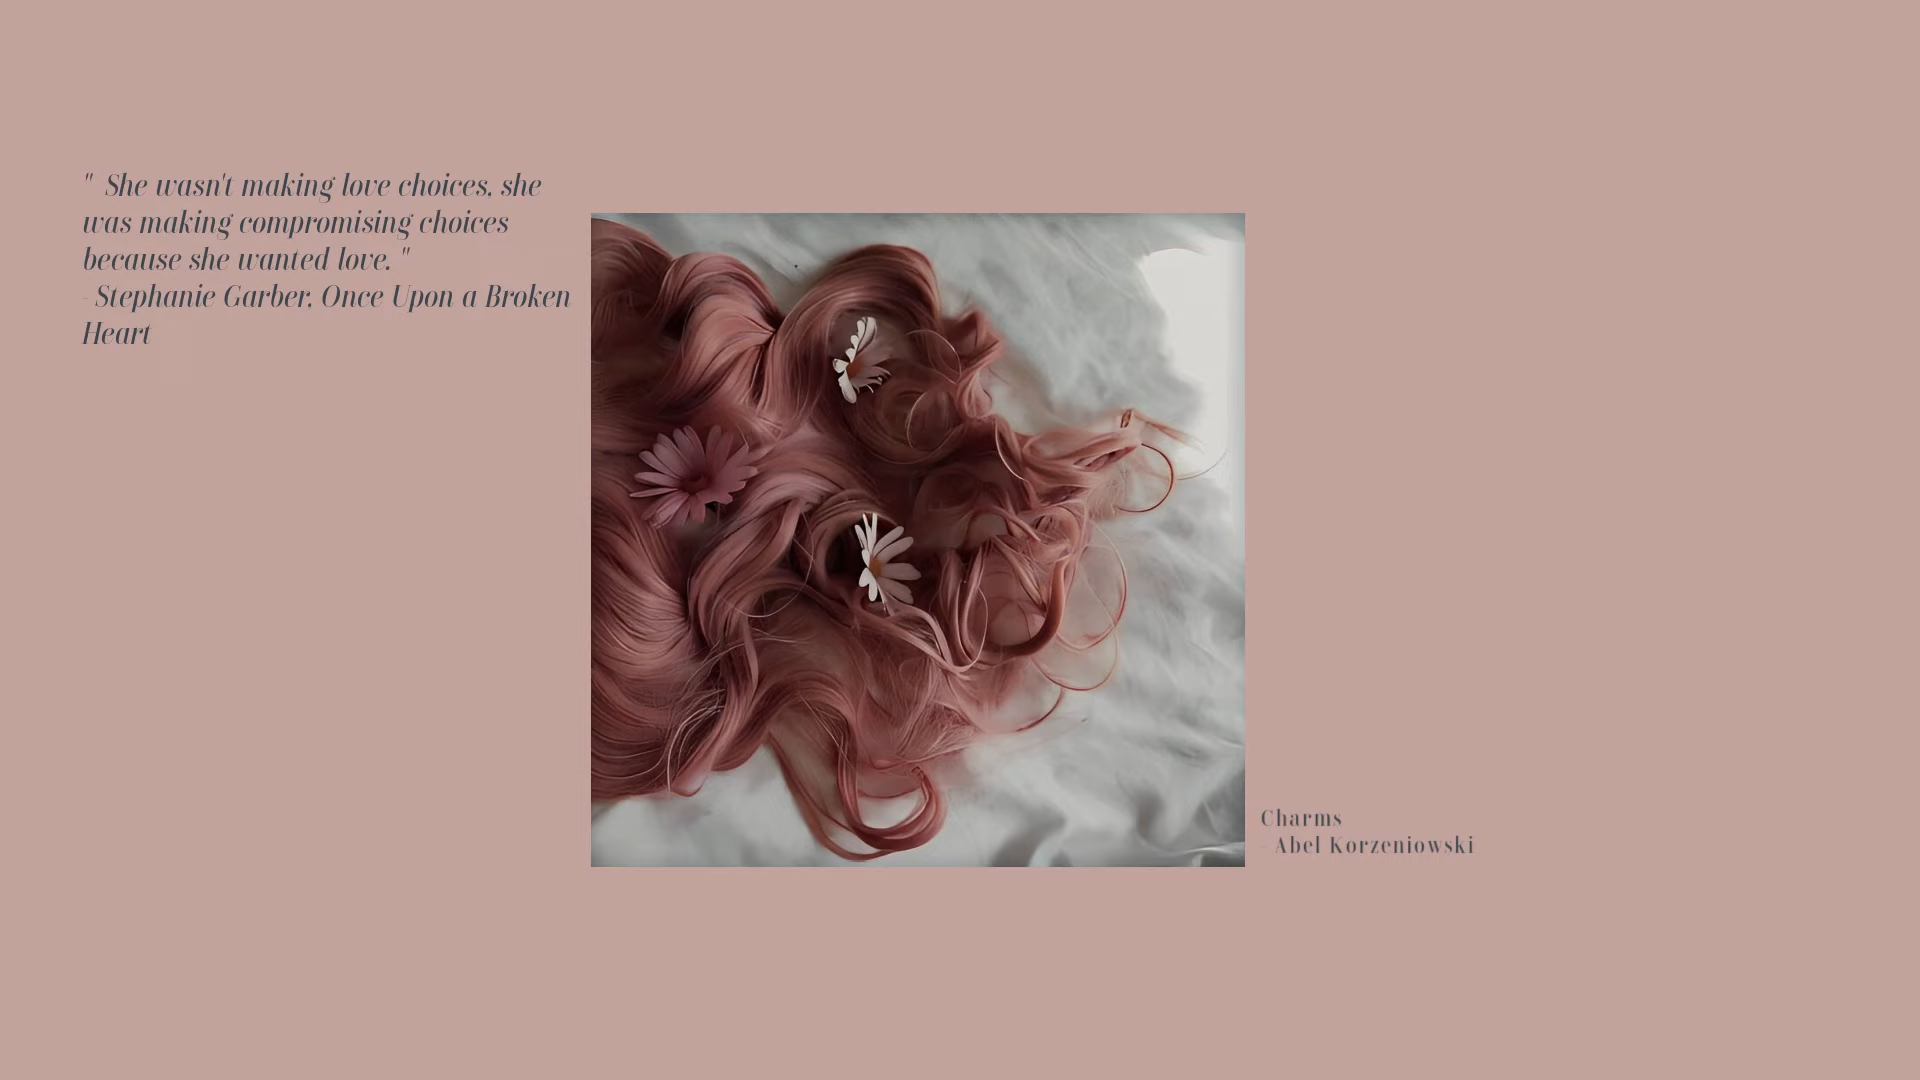 " She wasn't making love choices, she
was making compromising choices
because she wanted love. "
- Stephanie Garber, Once Upon a Broken
Heart
Charms
- Abel Korzeniowski